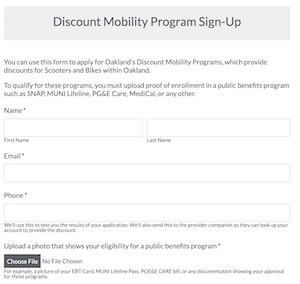 Discount Mobility Program Sign-Up
You can use this form to apply for Oakland's Discount Mobility Programs, which provide
discounts for Scooters and Bikes within Oakland.
To qualify for these programs, you must upload proof of enrollment in a public benefits program
such as SNAP, MUNI Lifeline, PG&E Care, MediCal, or any other.
Name *
First Name
Last Name
Email *
Phone *
We'll use this to text you the results of your application. We'll also send this to the provider companies so they can look up your
account to provide the discount.
Upload a photo that shows your eligibility for a public benefits program *
Choose File No File Chosen
For example, a picture of your EBT Card, MUNI Lifeline Pass, PGE&E CARE bill, or any documentation showing your approval
for those programs.